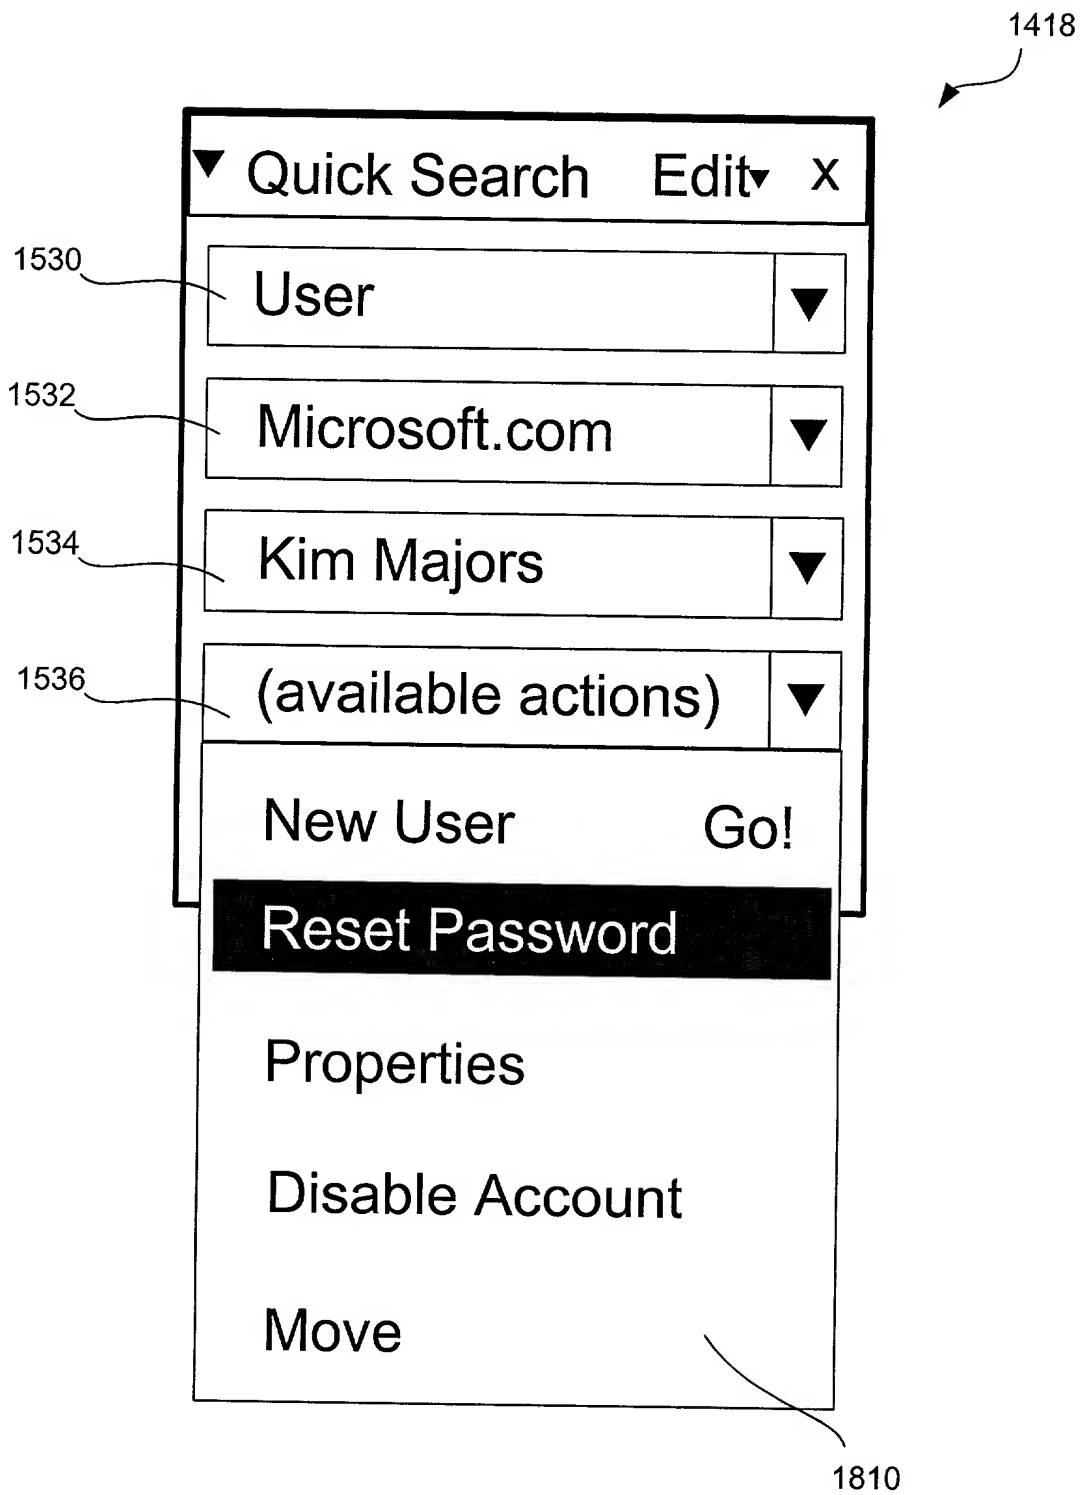 1418
Quick Search Edit x
1530
User
1532
Microsoft.com
1534
Kim Majors
1536
(available actions)
New User Go!
Reset Password
Properties
Disable Account
Move
1810